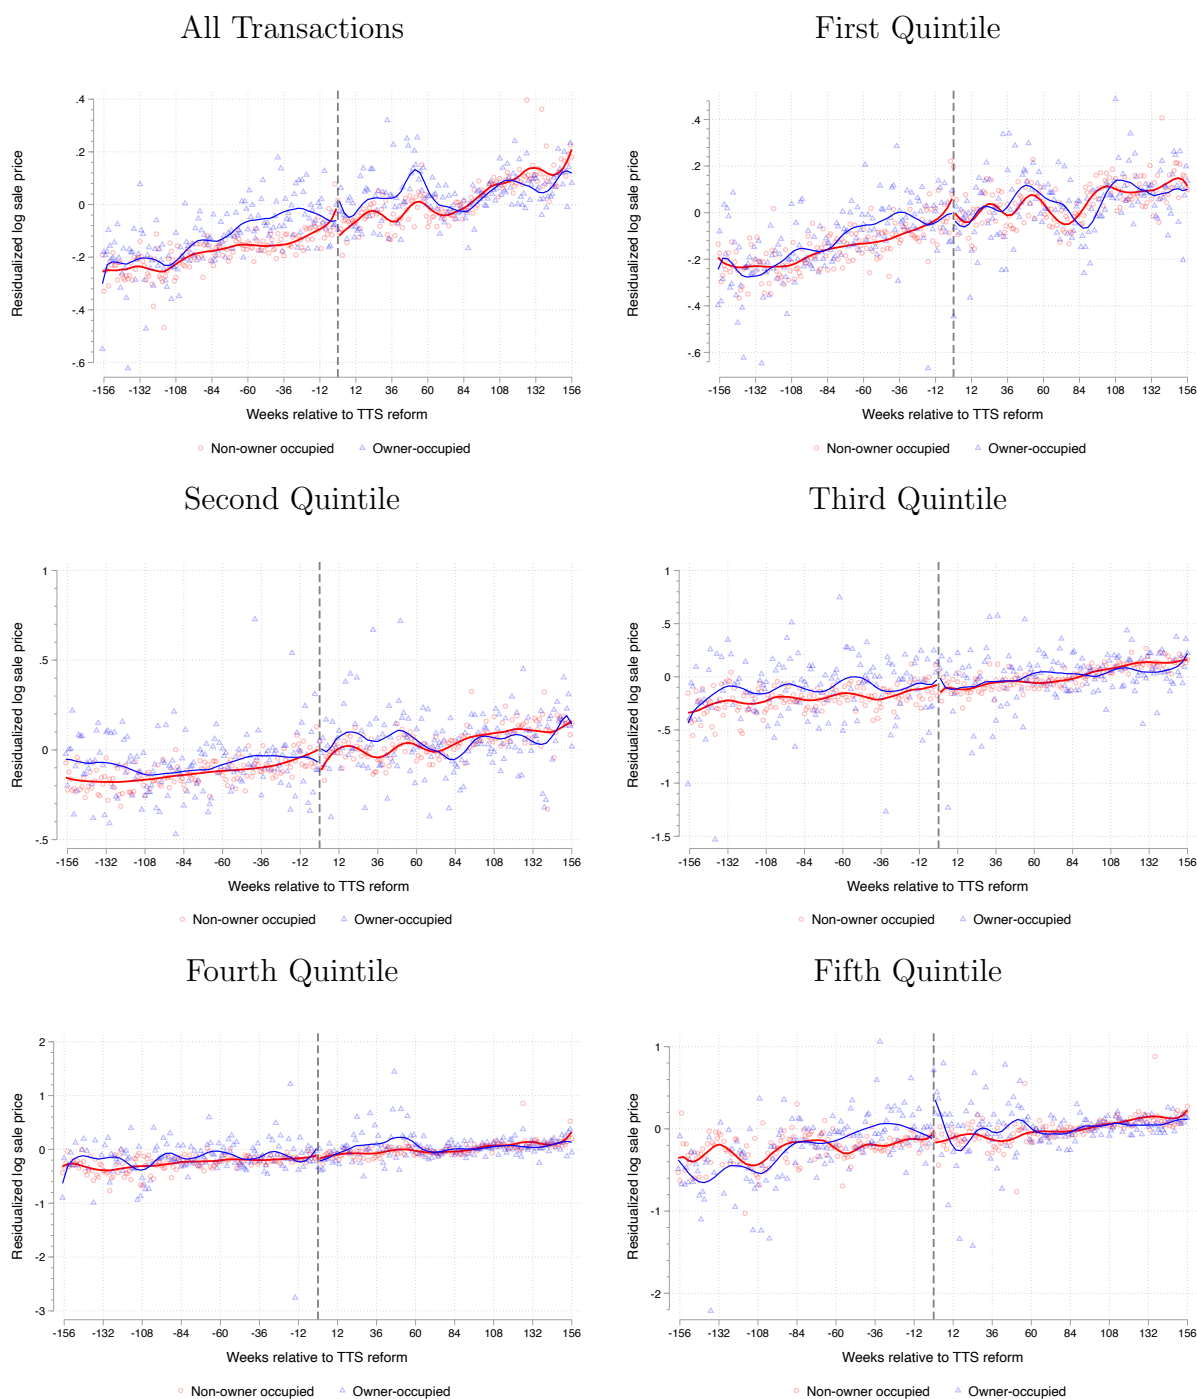 All Transactions
Residualized log sale price
.4
.2
0
-.2
-.4
-.6
-156 -132 -108 -84 -60 -36 -12 12 36 60 84 108 132 156
Weeks relative to TTS reform
Non-owner occupied Owner-occupied
First Quintile
Residualized log sale price
.4
.2
0
-.2
-.4
-.6
-156 -132 -108 -84 -60 -36 -12 12 36 60 84 108 132 156
Weeks relative to TTS reform
Non-owner occupied Owner-occupied
Second Quintile
Residualized log sale price
1
.5
0
-.5
-156 -132 -108 -84 -60 -36 -12 12 36 60 84 108 132 156
Weeks relative to TTS reform
Non-owner occupied Owner-occupied
Third Quintile
Residualized log sale price
1
.5
0
-.5
-1
-1.5
-156 -132 -108 -84 -60 -36 -12 12 36 60 84 108 132 156
Weeks relative to TTS reform
Non-owner occupied Owner-occupied
Fourth Quintile
Residualized log sale price
2
1
0
-1
-2
-3
-156 -132 -108 -84 -60 -36 -12 12 36 60 84 108 132 156
Weeks relative to TTS reform
Non-owner occupied Owner-occupied
Fifth Quintile
Residualized log sale price
1
0
-1
-2
-156 -132 -108 -84 -60 -36 -12 12 36 60 84 108 132 156
Weeks relative to TTS reform
Non-owner occupied Owner-occupied